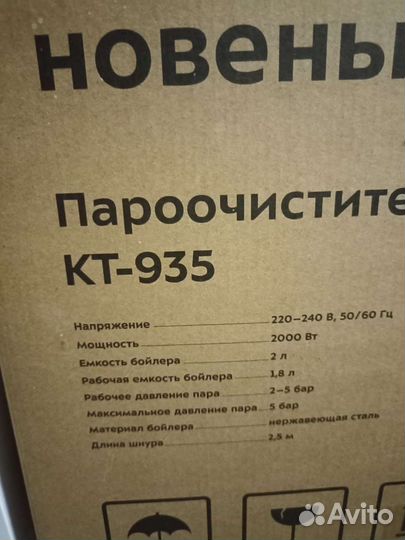 новены
Пароочистите
КТ-935
Напряжение 220–240 В, 50/60 Гц
Мощность 2000 Вт
Емкость бойлера 2 л
Рабочая емкость бойлера 1,8 л
Рабочее давление пара 2–5 бар
Максимальное давление пара 5 бар
Материал бойлера нержавеющая сталь
Длина шнура 2,5 м
Avito